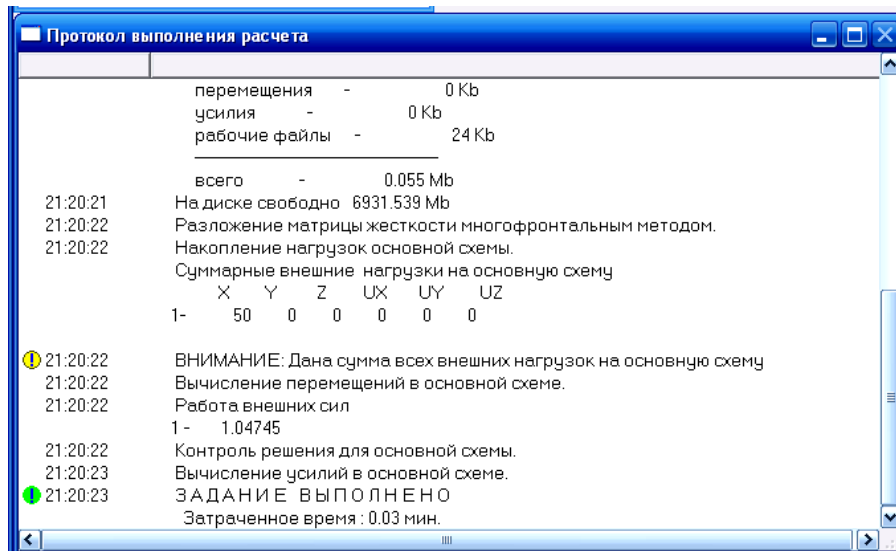 Протокол выполнения расчета
перемещения - 0 Kb
усилия - 0 Kb
рабочие файлы - 24 Kb
всего - 0.055 Mb
21:20:21 На диске свободно 6931.539 Mb
21:20:22 Разложение матрицы жесткости многофронтальным методом.
21:20:22 Накопление нагрузок основной схемы.
Суммарные внешние нагрузки на основную схему
X Y Z UX UY UZ
1- 50 0 0 0 0 0
21:20:22 ВНИМАНИЕ: Дана сумма всех внешних нагрузок на основную схему
21:20:22 Вычисление перемещений в основной схеме.
21:20:22 Работа внешних сил
1 - 1.04745
21:20:22 Контроль решения для основной схемы.
21:20:23 Вычисление усилий в основной схеме.
21:20:23 З А Д А Н И Е В Ы П О Л Н Е Н О
Затраченное время : 0.03 мин.